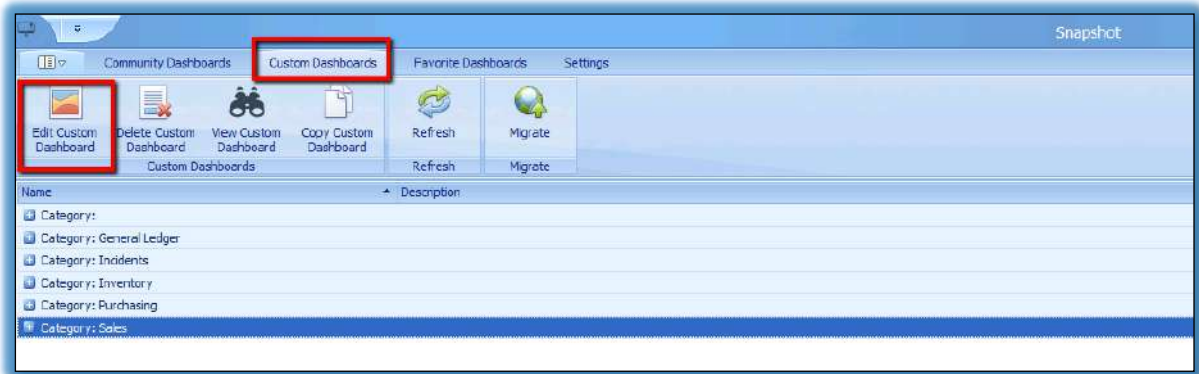 Snapshot
Community Dashboards Custom Dashboards Favorite Dashboards Settings
Edit Custom Dashboard Delete Custom Dashboard View Custom Dashboard Copy Custom Dashboard Refresh Migrate
Custom Dashboards Refresh Migrate
Name Description
Category:
Category: General Ledger
Category: Incidents
Category: Inventory
Category: Purchasing
Category: Sales